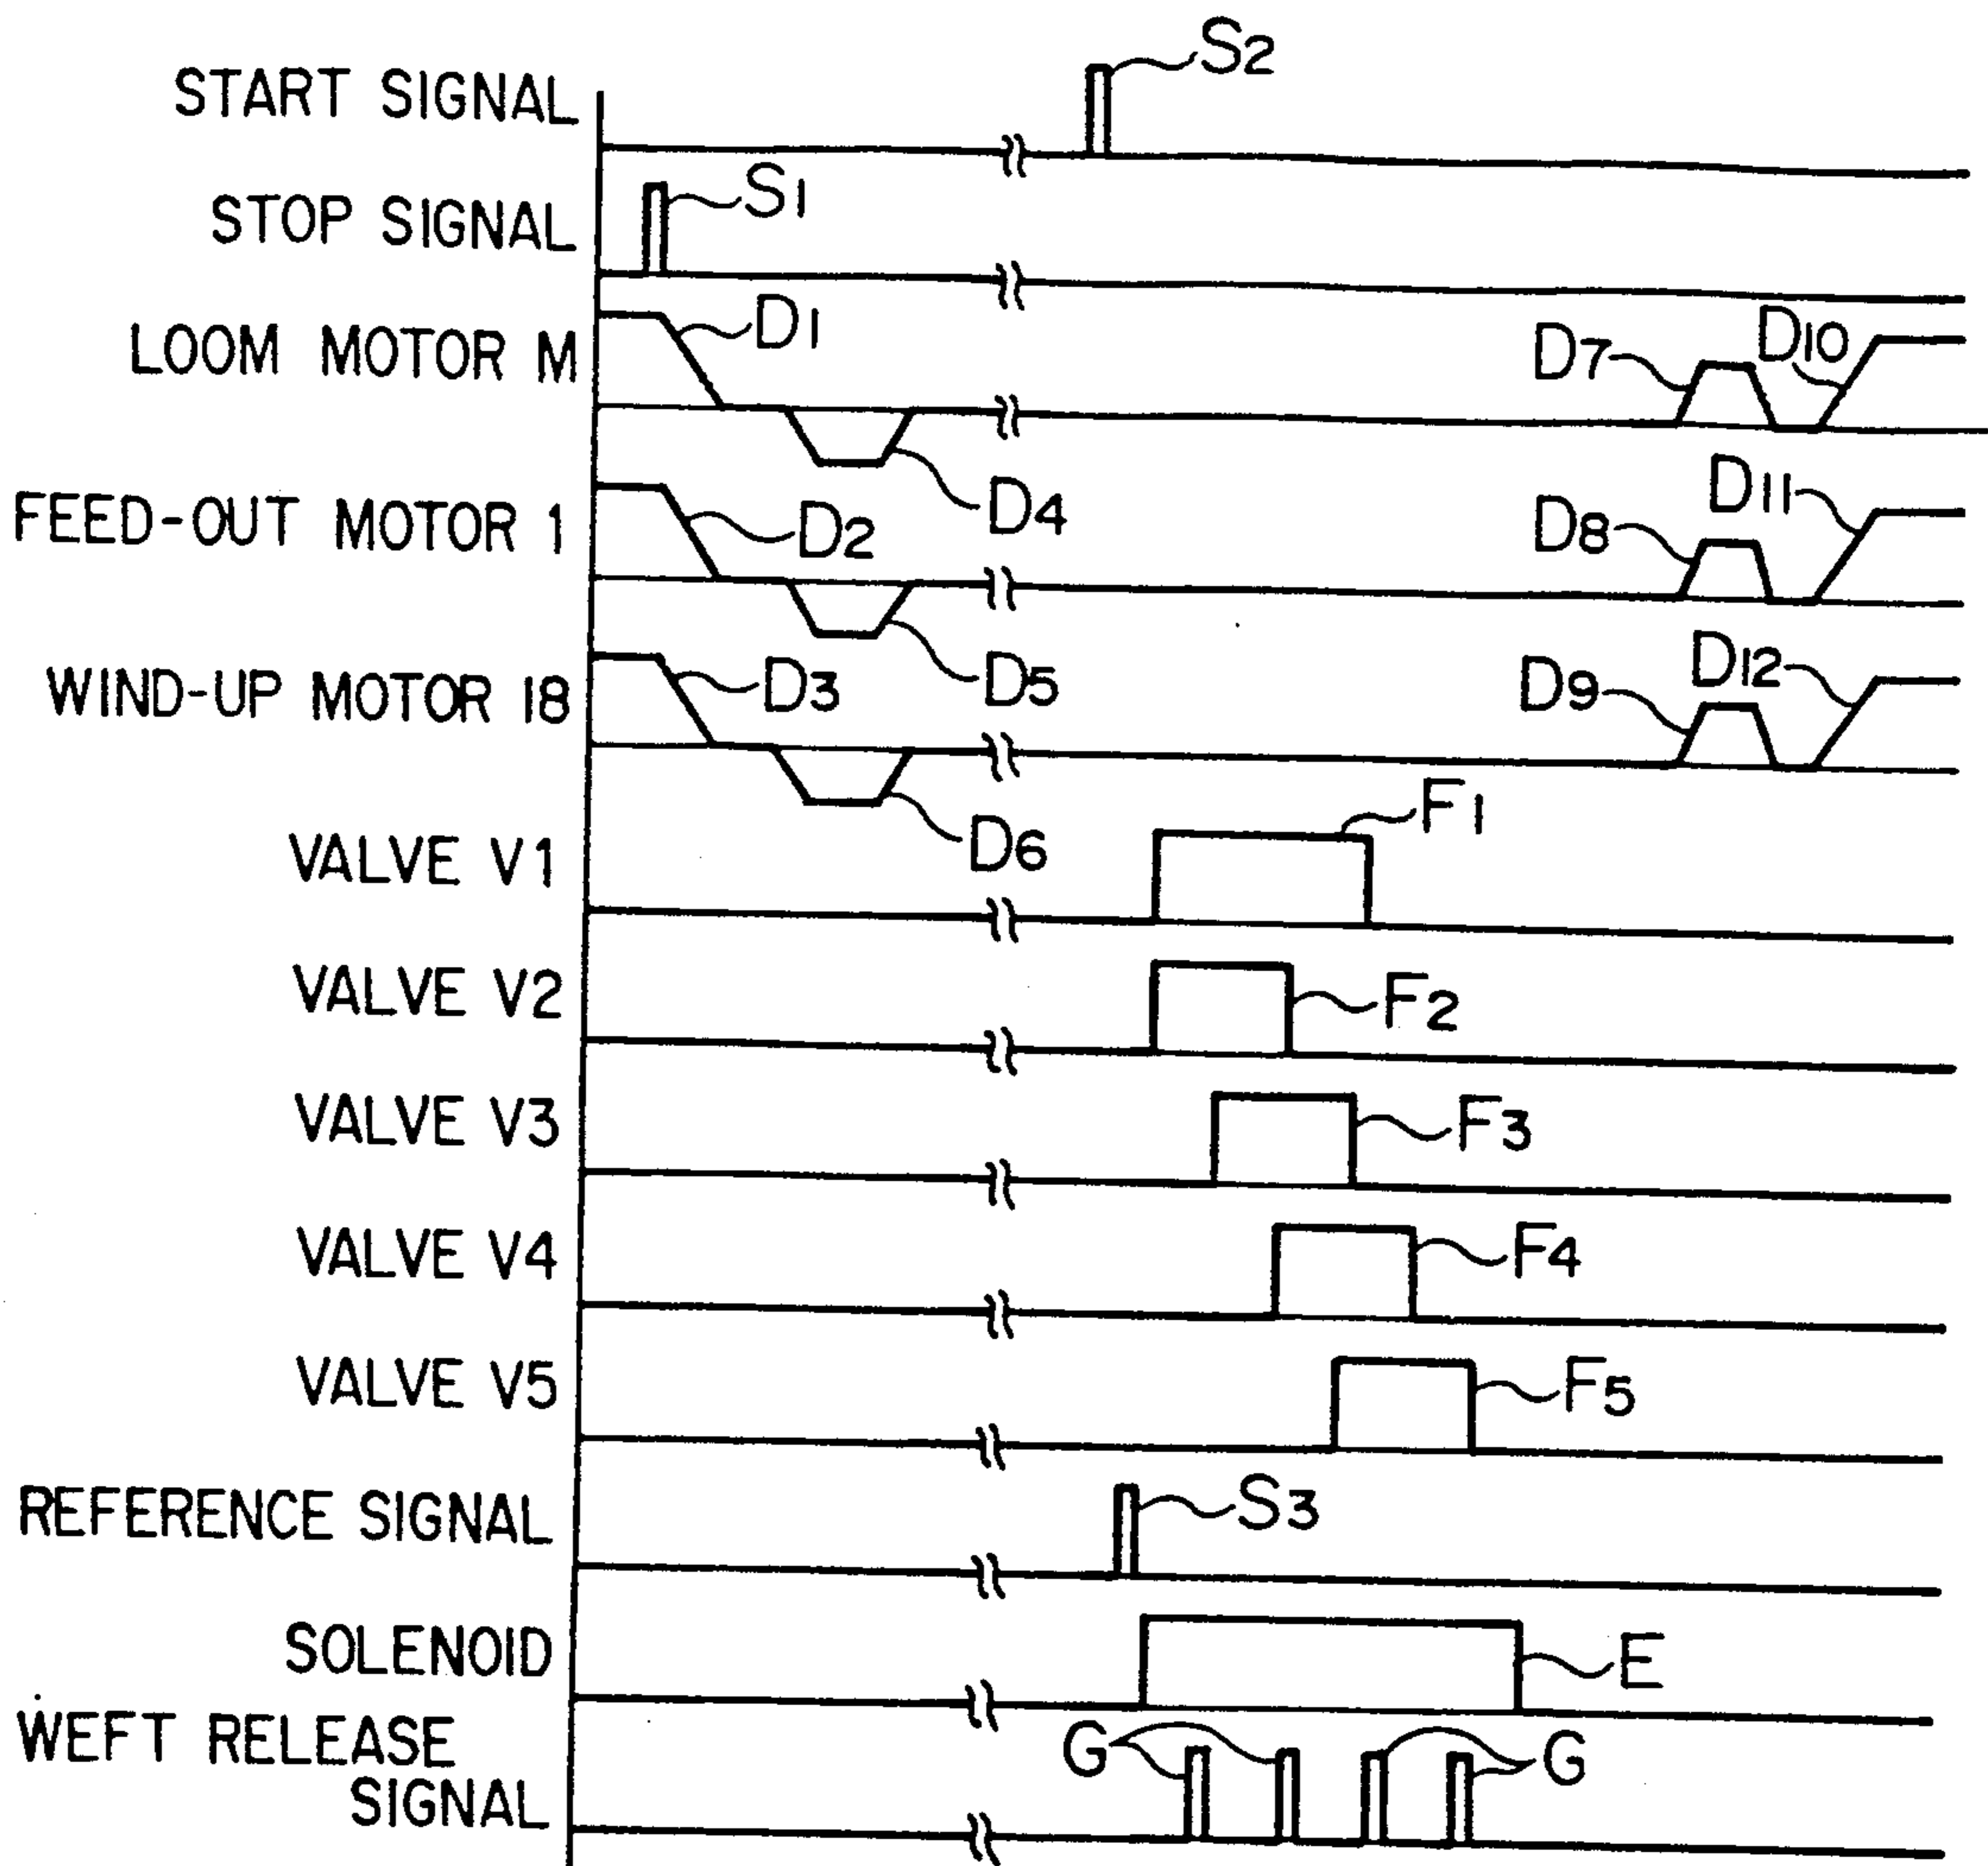 START SIGNAL
S2
STOP SIGNAL
S1
LOOM MOTOR M
D1
D4
D7
D10
FEED-OUT MOTOR 1
D2
D5
D8
D11
WIND-UP MOTOR 18
D3
D6
D9
D12
VALVE V1
F1
VALVE V2
F2
VALVE V3
F3
VALVE V4
F4
VALVE V5
F5
REFERENCE SIGNAL
S3
SOLENOID
E
WEFT RELEASE
SIGNAL
G
G